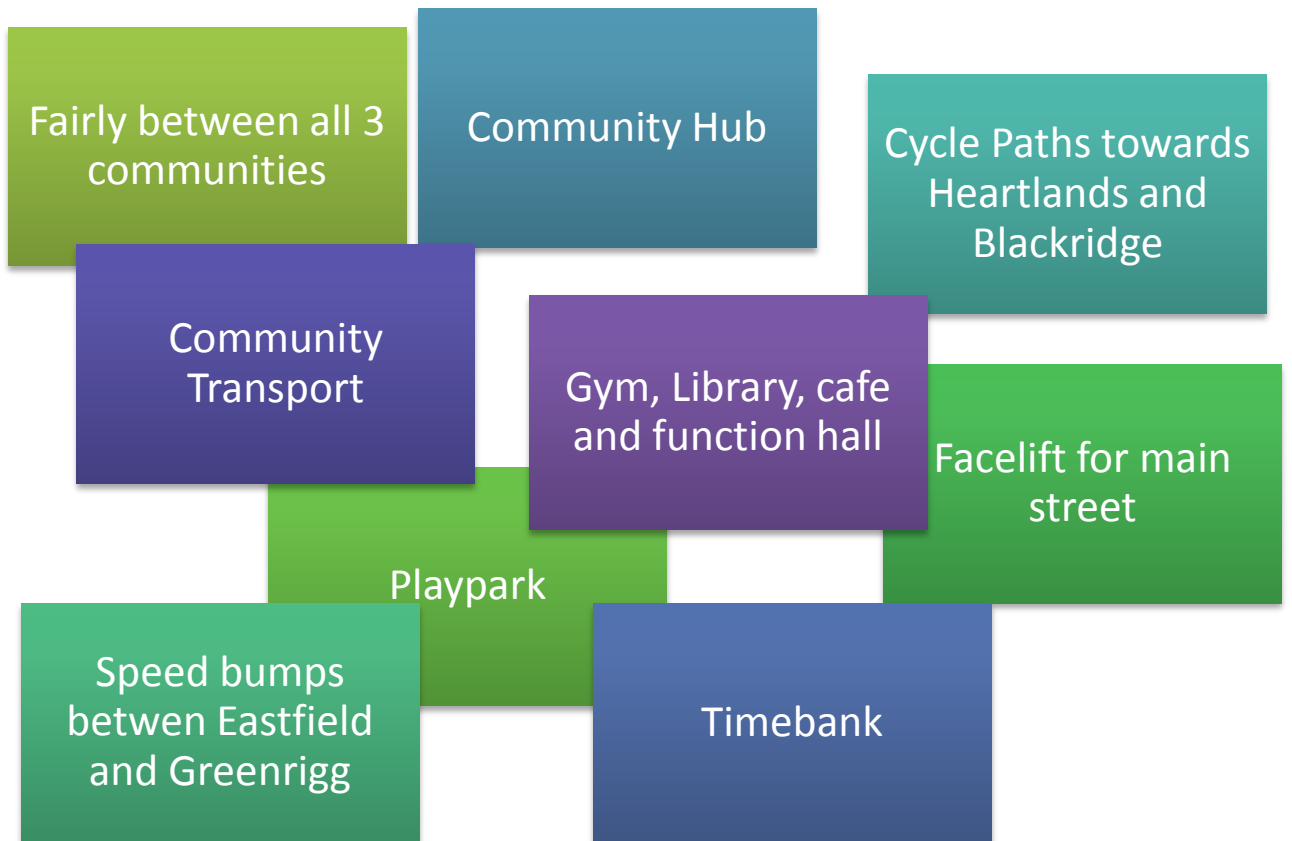 Fairly between all 3
communities
Community Hub
Cycle Paths towards
Heartlands and
Blackridge
Community
Transport
Gym, Library, cafe
and function hall
Facelift for main
street
Playpark
Speed bumps
betwen Eastfield
and Greenrigg
Timebank